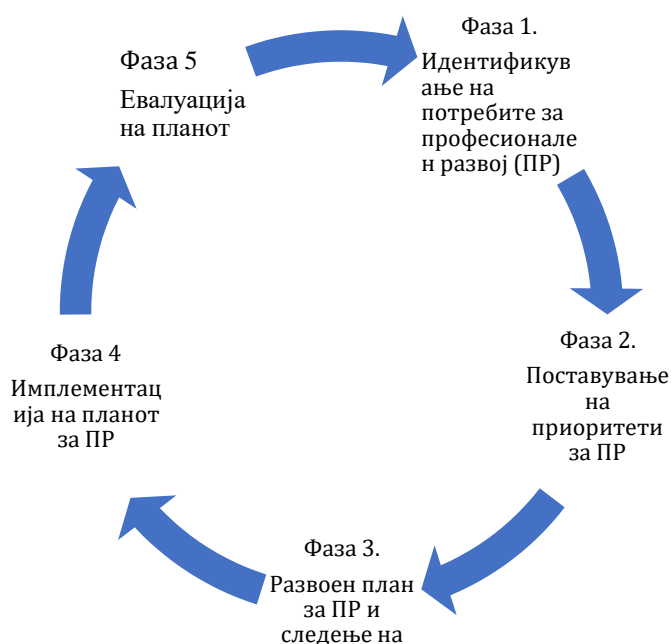 Фаза 1.
Идентификув
ање на
потребите за
професионале
н развој (ПР)
Фаза 2.
Поставување
на
приоритети
за ПР
Фаза 3.
Развоен план
за ПР и
следење на
Фаза 4
Имплементац
ија на планот
за ПР
Фаза 5
Евалуација
на планот